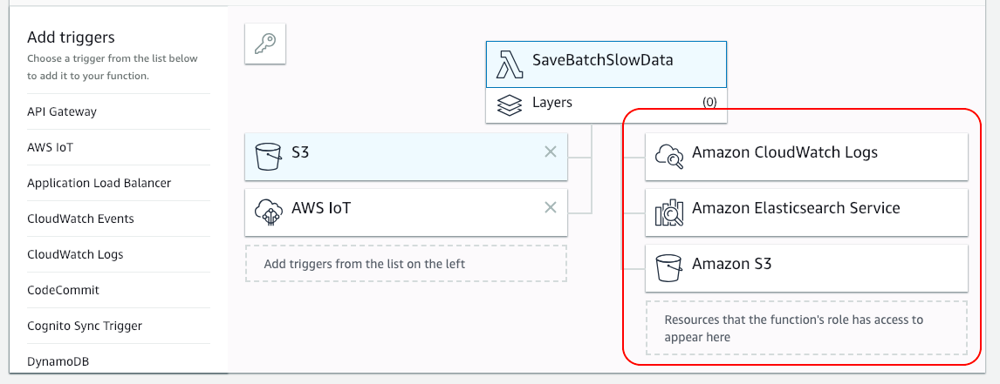 Add triggers
Choose a trigger from the list below
to add it to your function.
API Gateway
AWS IoT
Application Load Balancer
CloudWatch Events
CloudWatch Logs
CodeCommit
Cognito Sync Trigger
DynamoDB
SaveBatchSlowData
Layers (0)
S3
AWS IoT
Add triggers from the list on the left
Amazon CloudWatch Logs
Amazon Elasticsearch Service
Amazon S3
Resources that the function's role has access to
appear here